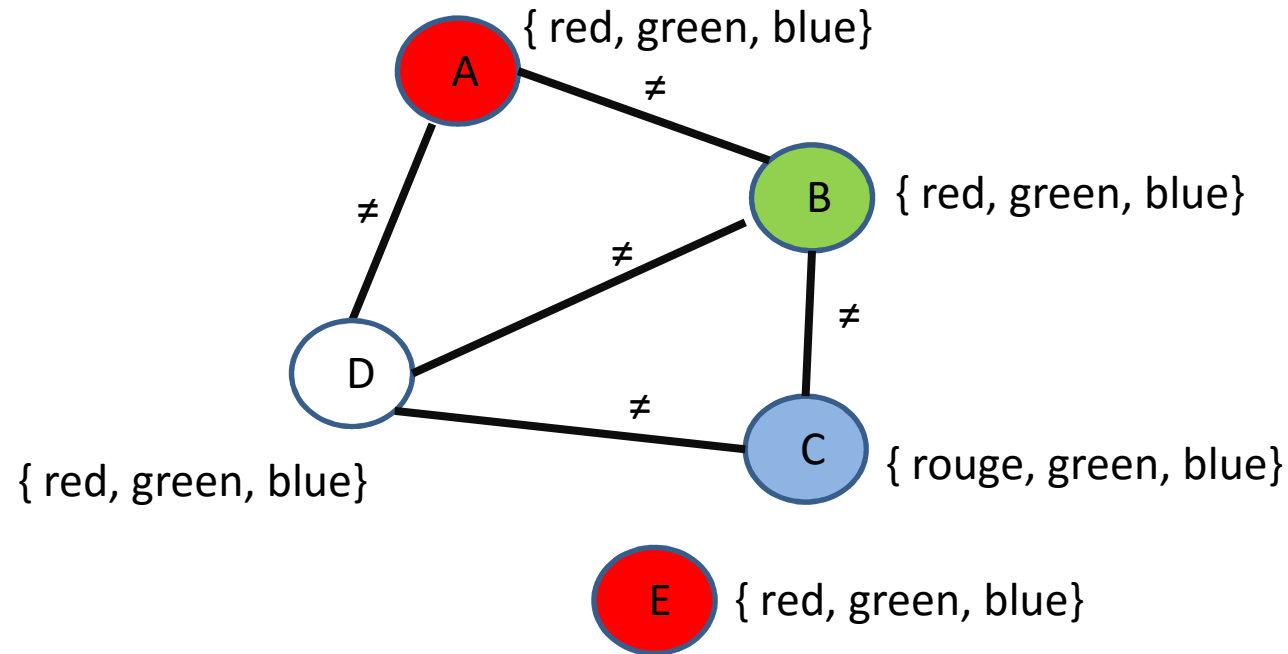 { red, green, blue}
A
≠
B
{ red, green, blue}
≠
≠
≠
D
≠
C
{ rouge, green, blue}
{ red, green, blue}
E
{ red, green, blue}